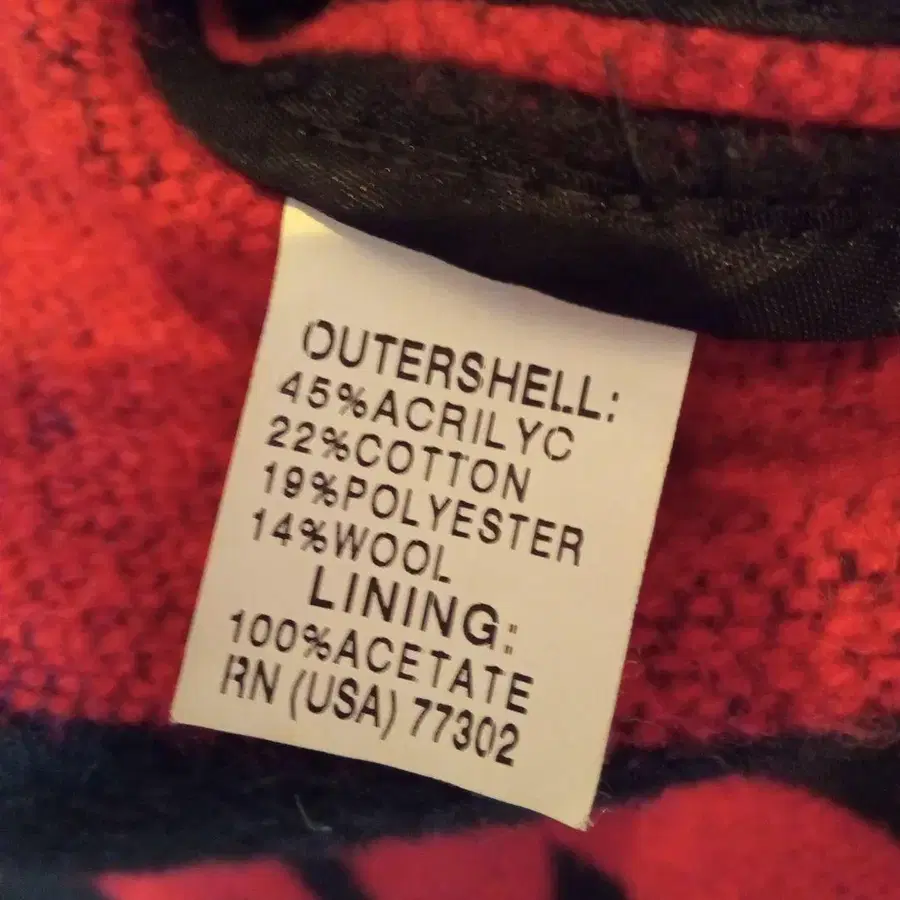 OUTERSHELL:
45%ACRILYC
22%COTTON
19%POLYESTER
14%WOOL
LINING:
100%ACETATE
RN (USA) 77302